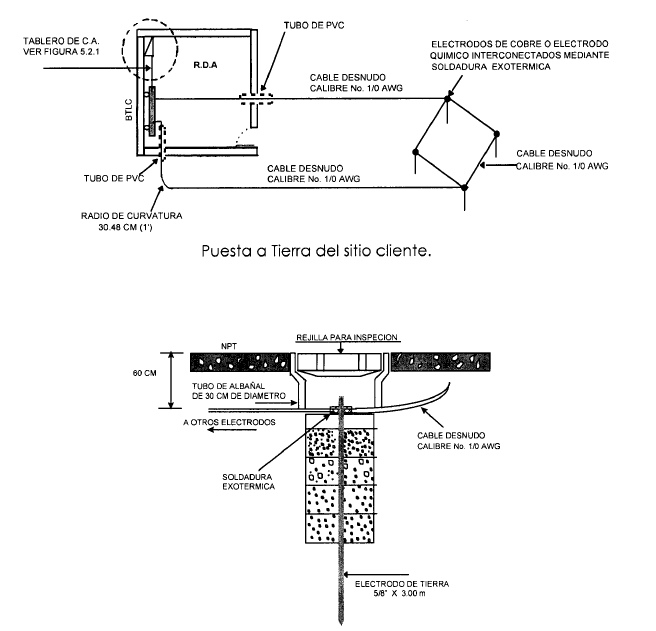 TUBO DE PVC
TABLERO DE C.A.
VER FIGURA 5.2.1
R.D.A
ELECTRODOS DE COBRE O ELECTRODO
QUIMICO INTERCONECTADOS MEDIANTE
SOLDADURA EXOTERMICA
CABLE DESNUDO
CALIBRE No. 1/0 AWG
BTLC
CABLE DESNUDO
CALIBRE No. 1/0 AWG
CABLE DESNUDO
CALIBRE No. 1/0 AWG
TUBO DE PVC
RADIO DE CURVATURA
30.48 CM (1')
Puesta a Tierra del sitio cliente.
REJILLA PARA INSPECION
NPT
60 CM
TUBO DE ALBAÑAL
DE 30 CM DE DIAMETRO
A OTROS ELECTRODOS
CABLE DESNUDO
CALIBRE No. 1/0 AWG
SOLDADURA
EXOTERMICA
ELECTRODO DE TIERRA
5/8" X 3.00 m